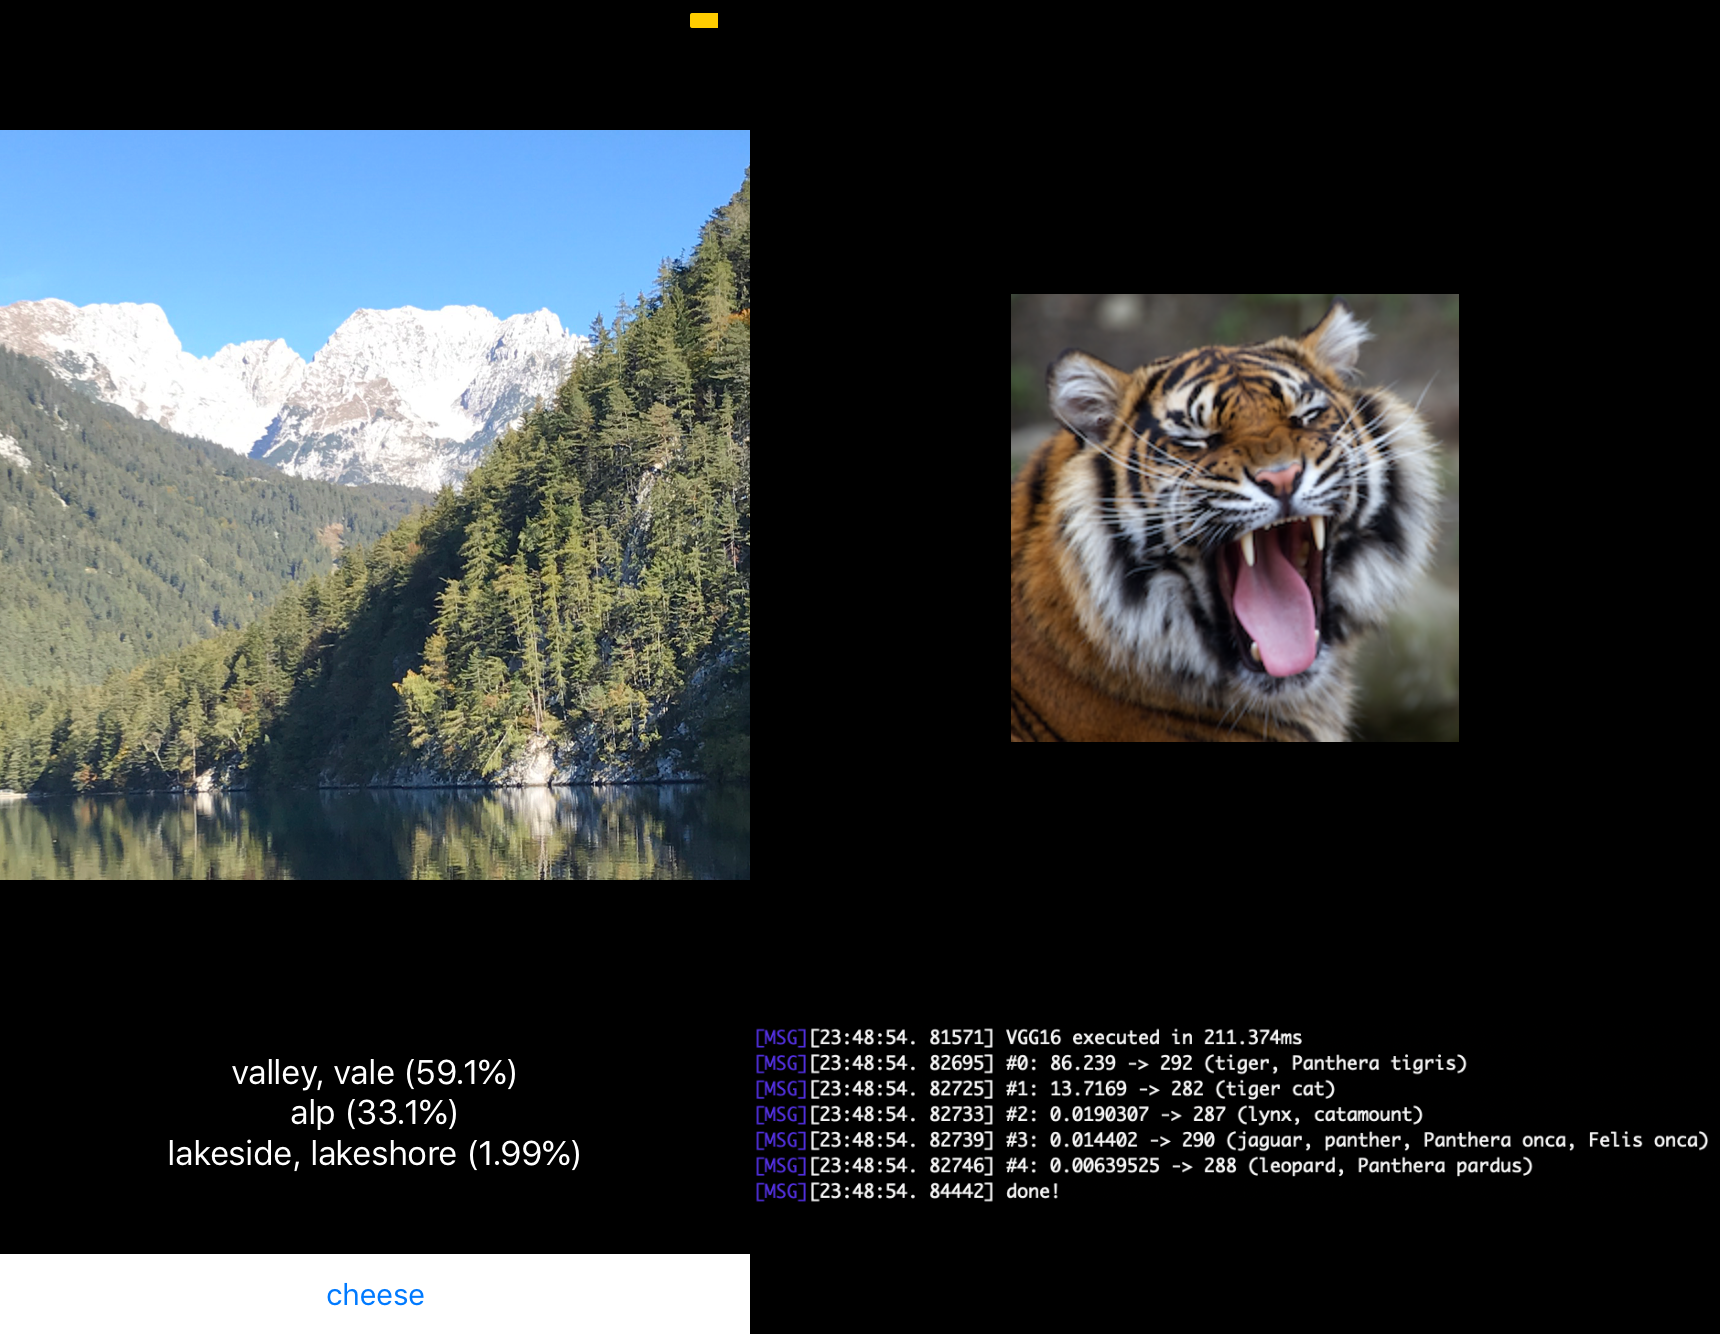 valley, vale (59.1%)
alp (33.1%)
lakeside, lakeshore (1.99%)
cheese
[MSG][23:48:54. 81571] VGG16 executed in 211.374ms
[MSG][23:48:54. 82695] #0: 86.239 -> 292 (tiger, Panthera tigris)
[MSG][23:48:54. 82725] #1: 13.7169 -> 282 (tiger cat)
[MSG][23:48:54. 82733] #2: 0.0190307 -> 287 (lynx, catamount)
[MSG][23:48:54. 82739] #3: 0.014402 -> 290 (jaguar, panther, Panthera onca, Felis onca)
[MSG][23:48:54. 82746] #4: 0.00639525 -> 288 (leopard, Panthera pardus)
[MSG][23:48:54. 84442] done!